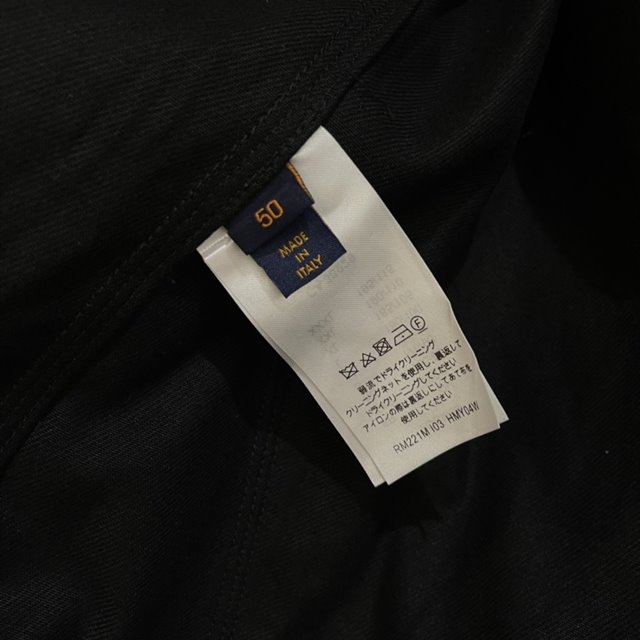 50
MADE
IN
ITALY
弱流でドライクリーニング
クリーニングネットを使用し、裏返して
ドライクリーニングしてください
アイロンの際は裏返しにしてあて布を
使用してください
RM221M I03 HMY04W